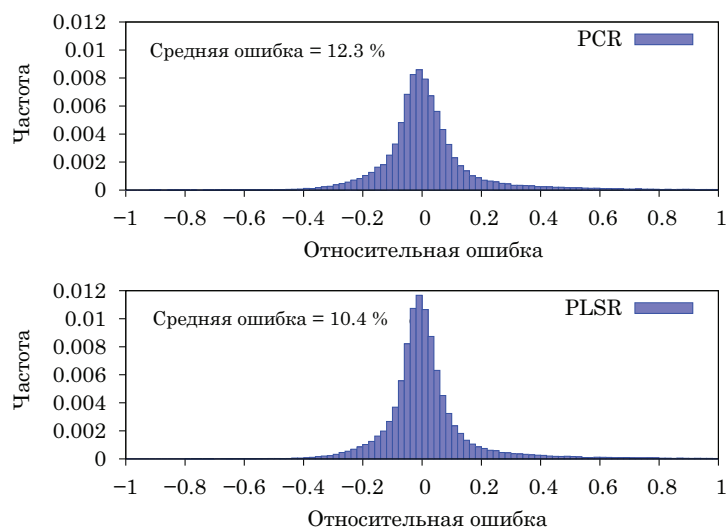 0.012
0.01
0.008
0.006
0.004
0.002
0
Частота
Средняя ошибка = 12.3 %
PCR
−1 −0.8 −0.6 −0.4 −0.2 0 0.2 0.4 0.6 0.8 1
Относительная ошибка
0.012
0.01
0.008
0.006
0.004
0.002
0
Частота
Средняя ошибка = 10.4 %
PLSR
−1 −0.8 −0.6 −0.4 −0.2 0 0.2 0.4 0.6 0.8 1
Относительная ошибка